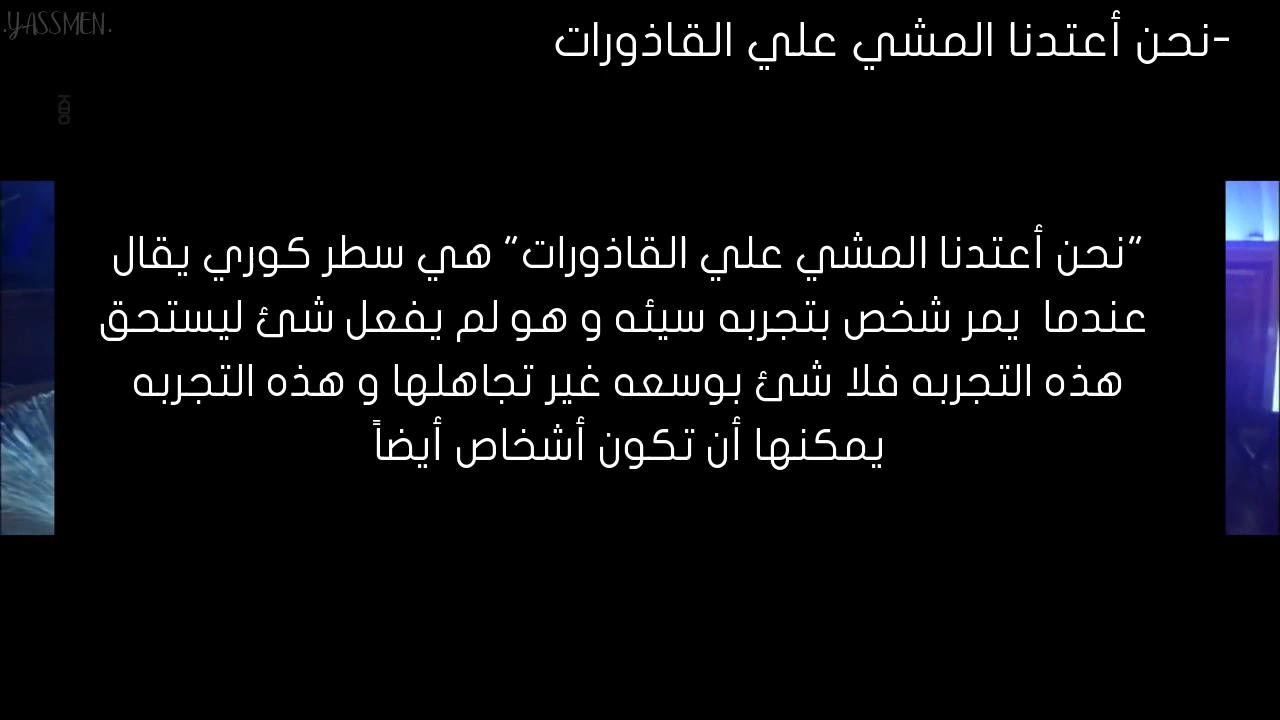 .YASSMEN.
-نحن أعتدنا المشي علي القاذورات
"نحن أعتدنا المشي علي القاذورات" هي سطر كوري يقال
عندما يمر شخص بتجربه سيئه و هو لم يفعل شئ ليستحق
هذه التجربه فلا شئ بوسعه غير تجاهلها و هذه التجربه
يمكنها أن تكون أشخاص أيضاً